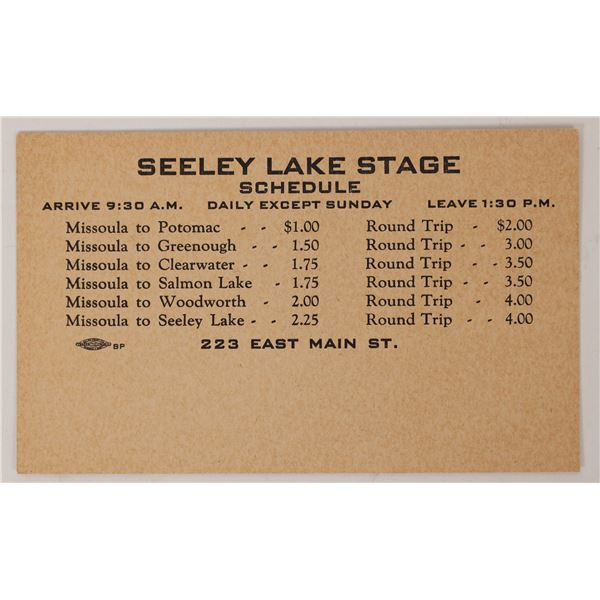 SEELEY LAKE STAGE
SCHEDULE
ARRIVE 9:30 A.M. DAILY EXCEPT SUNDAY LEAVE 1:30 P.M.
Missoula to Potomac - - $1.00 Round Trip - $2.00
Missoula to Greenough - - 1.50 Round Trip - - 3.00
Missoula to Clearwater - - 1.75 Round Trip - - 3.50
Missoula to Salmon Lake - 1.75 Round Trip - - 3.50
Missoula to Woodworth - - 2.00 Round Trip - - 4.00
Missoula to Seeley Lake - - 2.25 Round Trip - - 4.00
BP 223 EAST MAIN ST.